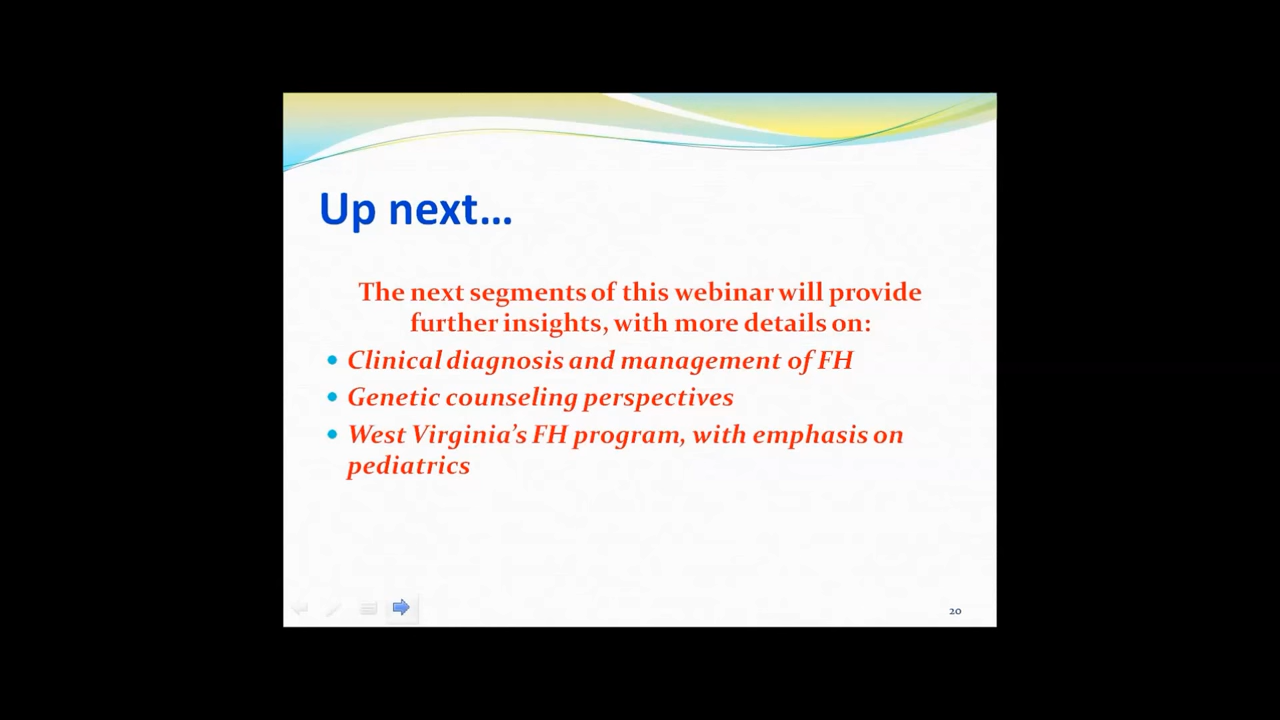 Up next...
The next segments of this webinar will provide
further insights, with more details on:
• Clinical diagnosis and management of FH
• Genetic counseling perspectives
• West Virginia's FH program, with emphasis on
pediatrics
20